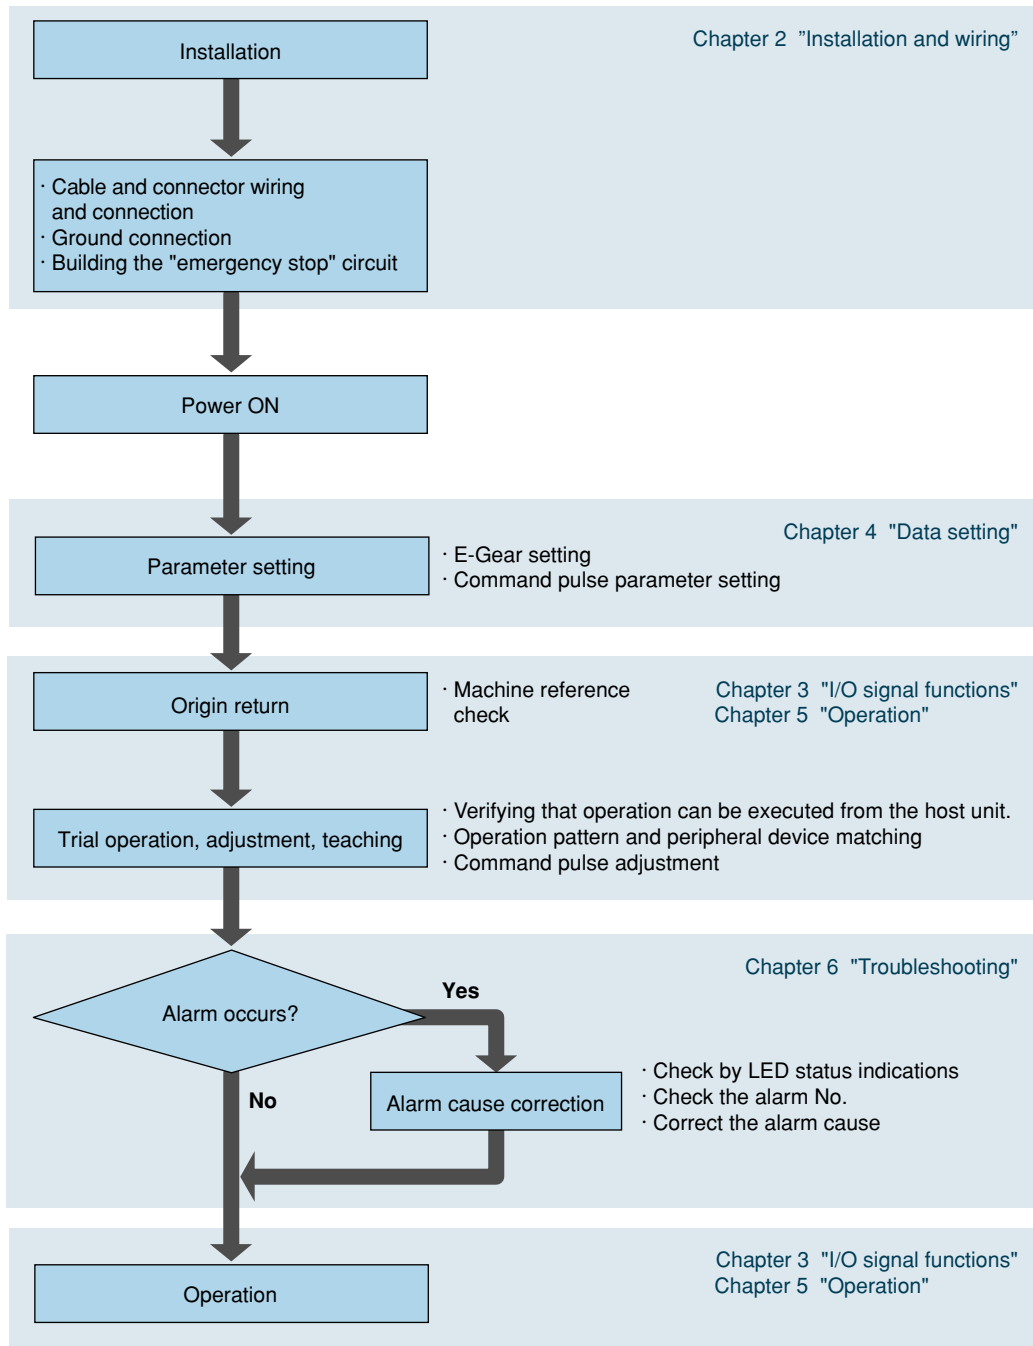 Installation
Chapter 2  ”Installation and wiring”
· Cable and connector wiring
and connection
· Ground connection
· Building the "emergency stop" circuit
Power ON
Chapter 4  "Data setting"
Parameter setting
· E-Gear setting
· Command pulse parameter setting
Origin return
· Machine reference
check
Chapter 3  "I/O signal functions"
Chapter 5  "Operation"
Trial operation, adjustment, teaching
· Verifying that operation can be executed from the host unit.
· Operation pattern and peripheral device matching
· Command pulse adjustment
Chapter 6  "Troubleshooting"
Alarm occurs?
Yes
No
Alarm cause correction
· Check by LED status indications
· Check the alarm No.
· Correct the alarm cause
Chapter 3  "I/O signal functions"
Chapter 5  "Operation"
Operation